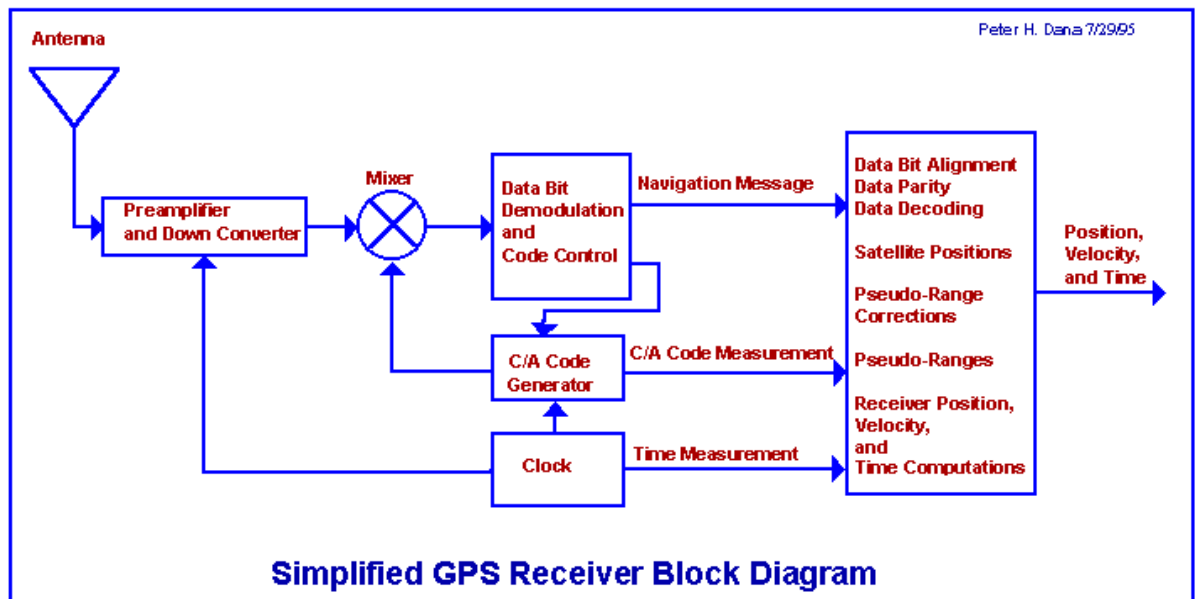 Peter H. Dana 7/29/95
Antenna
Preamplifier
and Down Converter
Mixer
Data Bit
Demodulation
and
Code Control
Navigation Message
C/A Code
Generator
C/A Code Measurement
Clock
Time Measurement
Data Bit Alignment
Data Parity
Data Decoding
Satellite Positions
Pseudo-Range
Corrections
Pseudo-Ranges
Receiver Position,
Velocity,
and
Time Computations
Position,
Velocity,
and Time
Simplified GPS Receiver Block Diagram